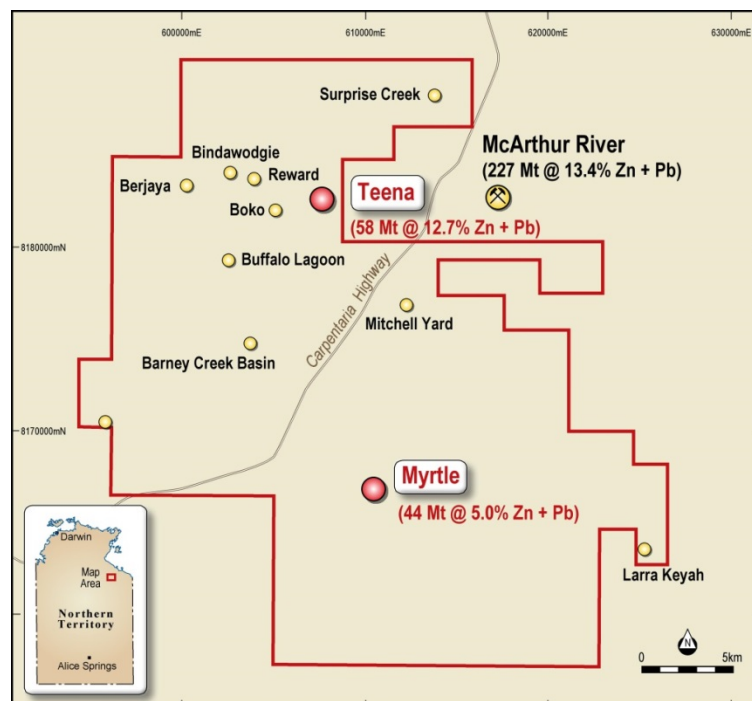 600000mE
610000mE
620000mE
630000mE
Surprise Creek
McArthur River
(227 Mt @ 13.4% Zn + Pb)
Bindawodgie
Reward
Berjaya
Boko
Teena
(58 Mt @ 12.7% Zn + Pb)
8180000mN
Buffalo Lagoon
Carpentaria Highway
Mitchell Yard
Barney Creek Basin
8170000mN
Myrtle
(44 Mt @ 5.0% Zn + Pb)
Larra Keyah
Darwin
Map
Area
Northern
Territory
Alice Springs
N
0
5km